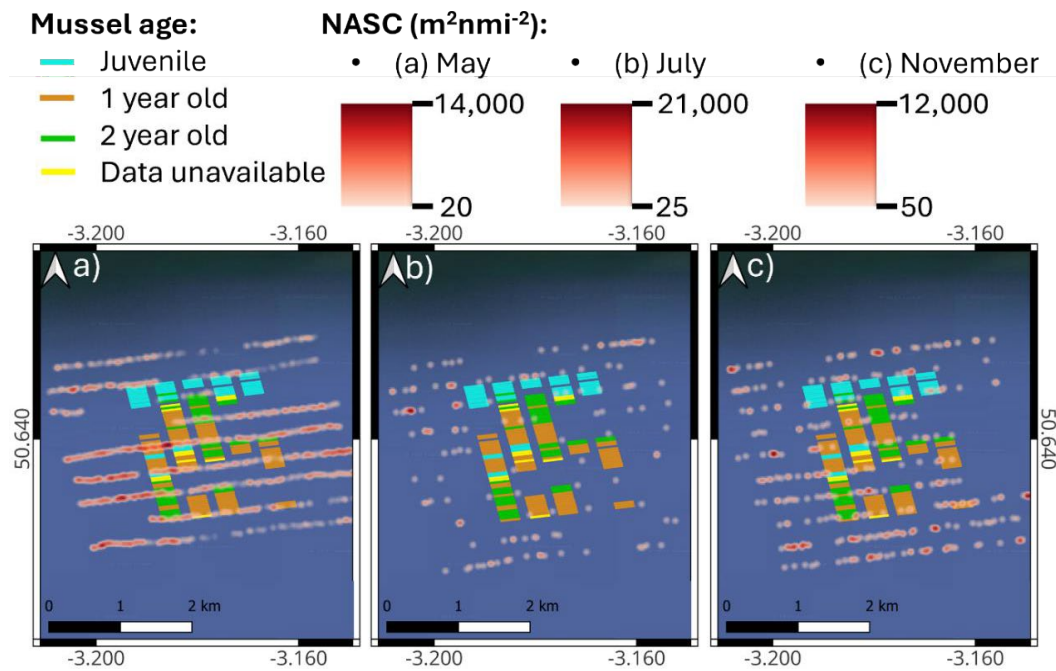 Mussel age:
Juvenile
1 year old
2 year old
Data unavailable
NASC (m²nmi⁻²):
• (a) May
14,000
20
• (b) July
21,000
25
• (c) November
12,000
50
-3.200 -3.160 -3.200 -3.160 -3.200 -3.160
a) b) c)
50.640 50.640
0 1 2 km 0 1 2 km 0 1 2 km
-3.200 -3.160 -3.200 -3.160 -3.200 -3.160